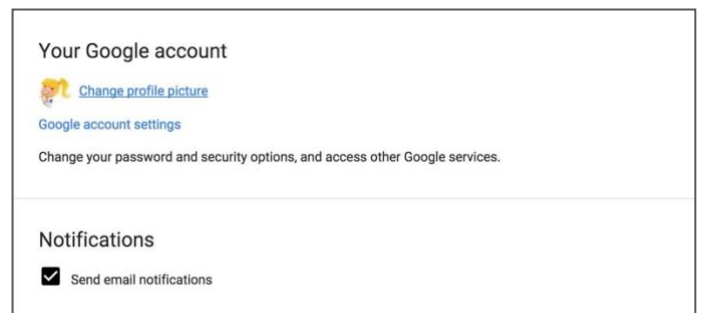 Your Google account
Change profile picture
Google account settings
Change your password and security options, and access other Google services.
Notifications
Send email notifications